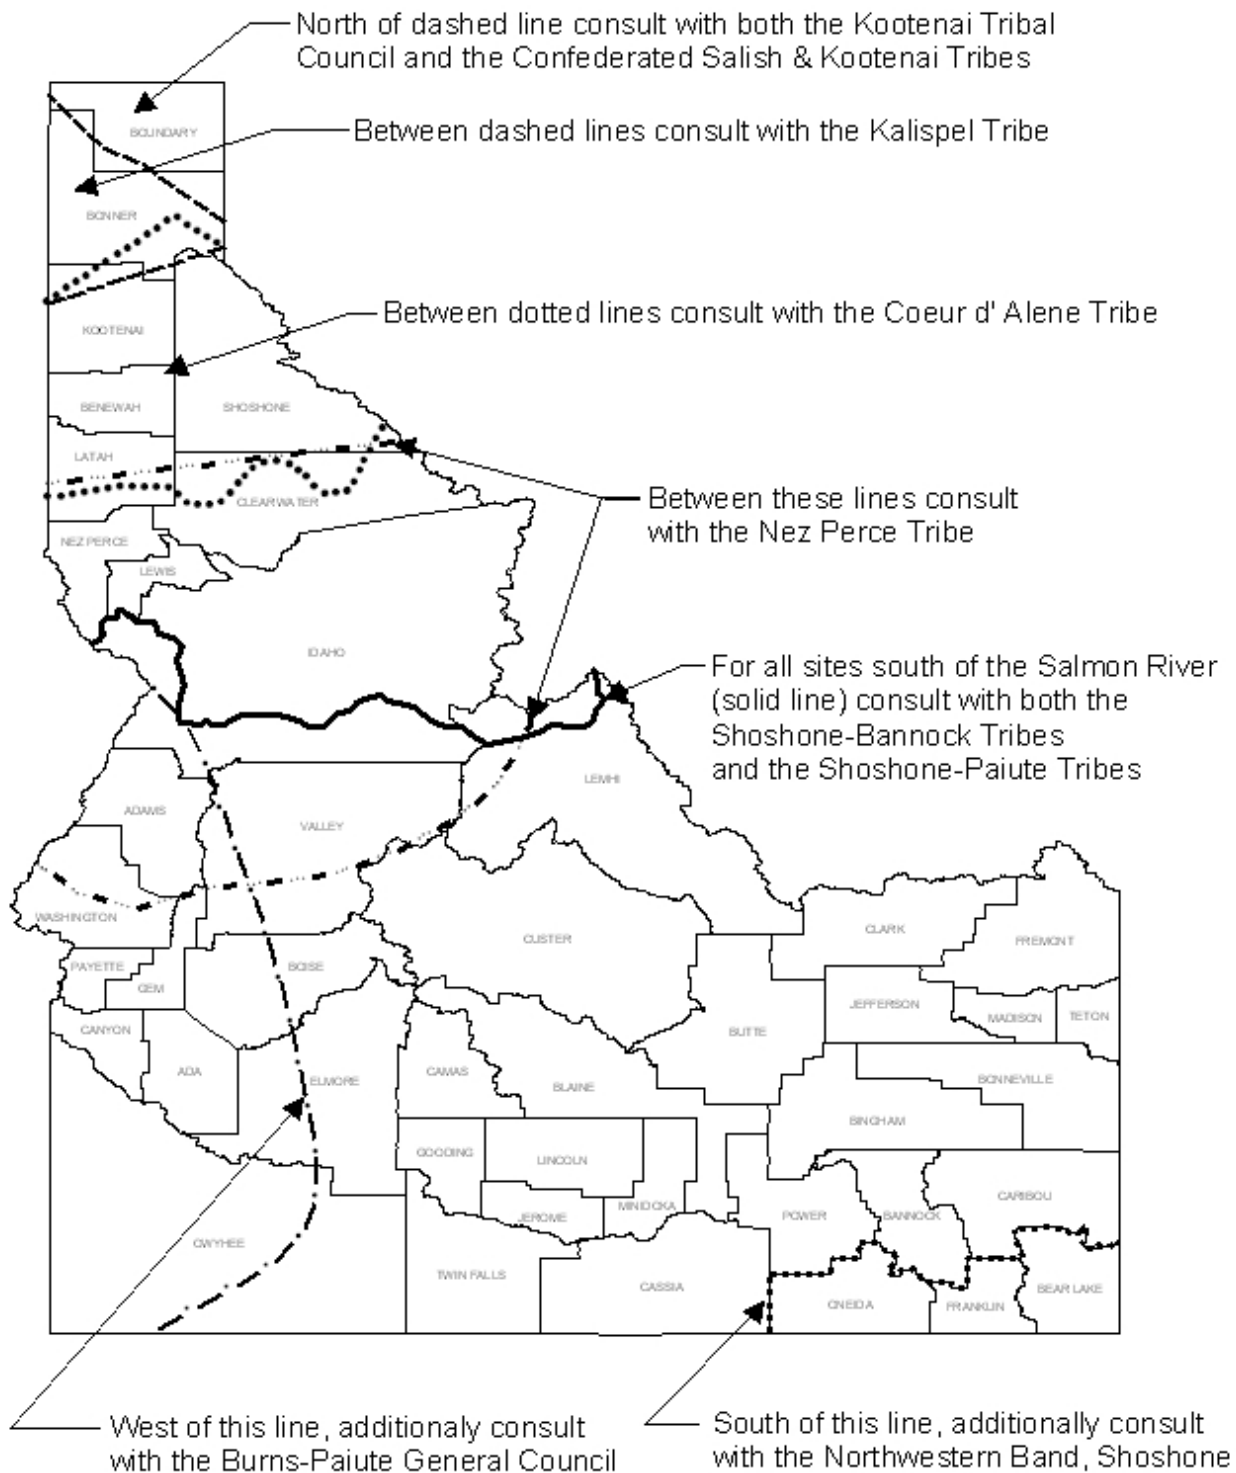 North of dashed line consult with both the Kootenai Tribal
Council and the Confederated Salish & Kootenai Tribes
BOUNDARY
Between dashed lines consult with the Kalispel Tribe
BONNER
Between dotted lines consult with the Coeur d' Alene Tribe
KOOTENAI
BENEWAH
SHOSHONE
LATAH
CLEARWATER
Between these lines consult
with the Nez Perce Tribe
NEZ PERCE
LEWIS
IDAHO
For all sites south of the Salmon River
(solid line) consult with both the
Shoshone-Bannock Tribes
and the Shoshone-Paiute Tribes
LEMHI
ADAMS
VALLEY
WASHINGTON
CUSTER
CLARK
FREMONT
PAYETTE
GEM
BOISE
JEFFERSON
MADISON
TETON
CANYON
BUTTE
ADA
ELMORE
CAMAS
BLAINE
BONNEVILLE
BINGHAM
GOODING
LINCOLN
CARIBOU
JEROME
MINIDOKA
POWER
BANNOCK
OWYHEE
TWIN FALLS
CASSIA
ONEIDA
FRANKLIN
BEAR LAKE
West of this line, additionaly consult
with the Burns-Paiute General Council
South of this line, additionally consult
with the Northwestern Band, Shoshone